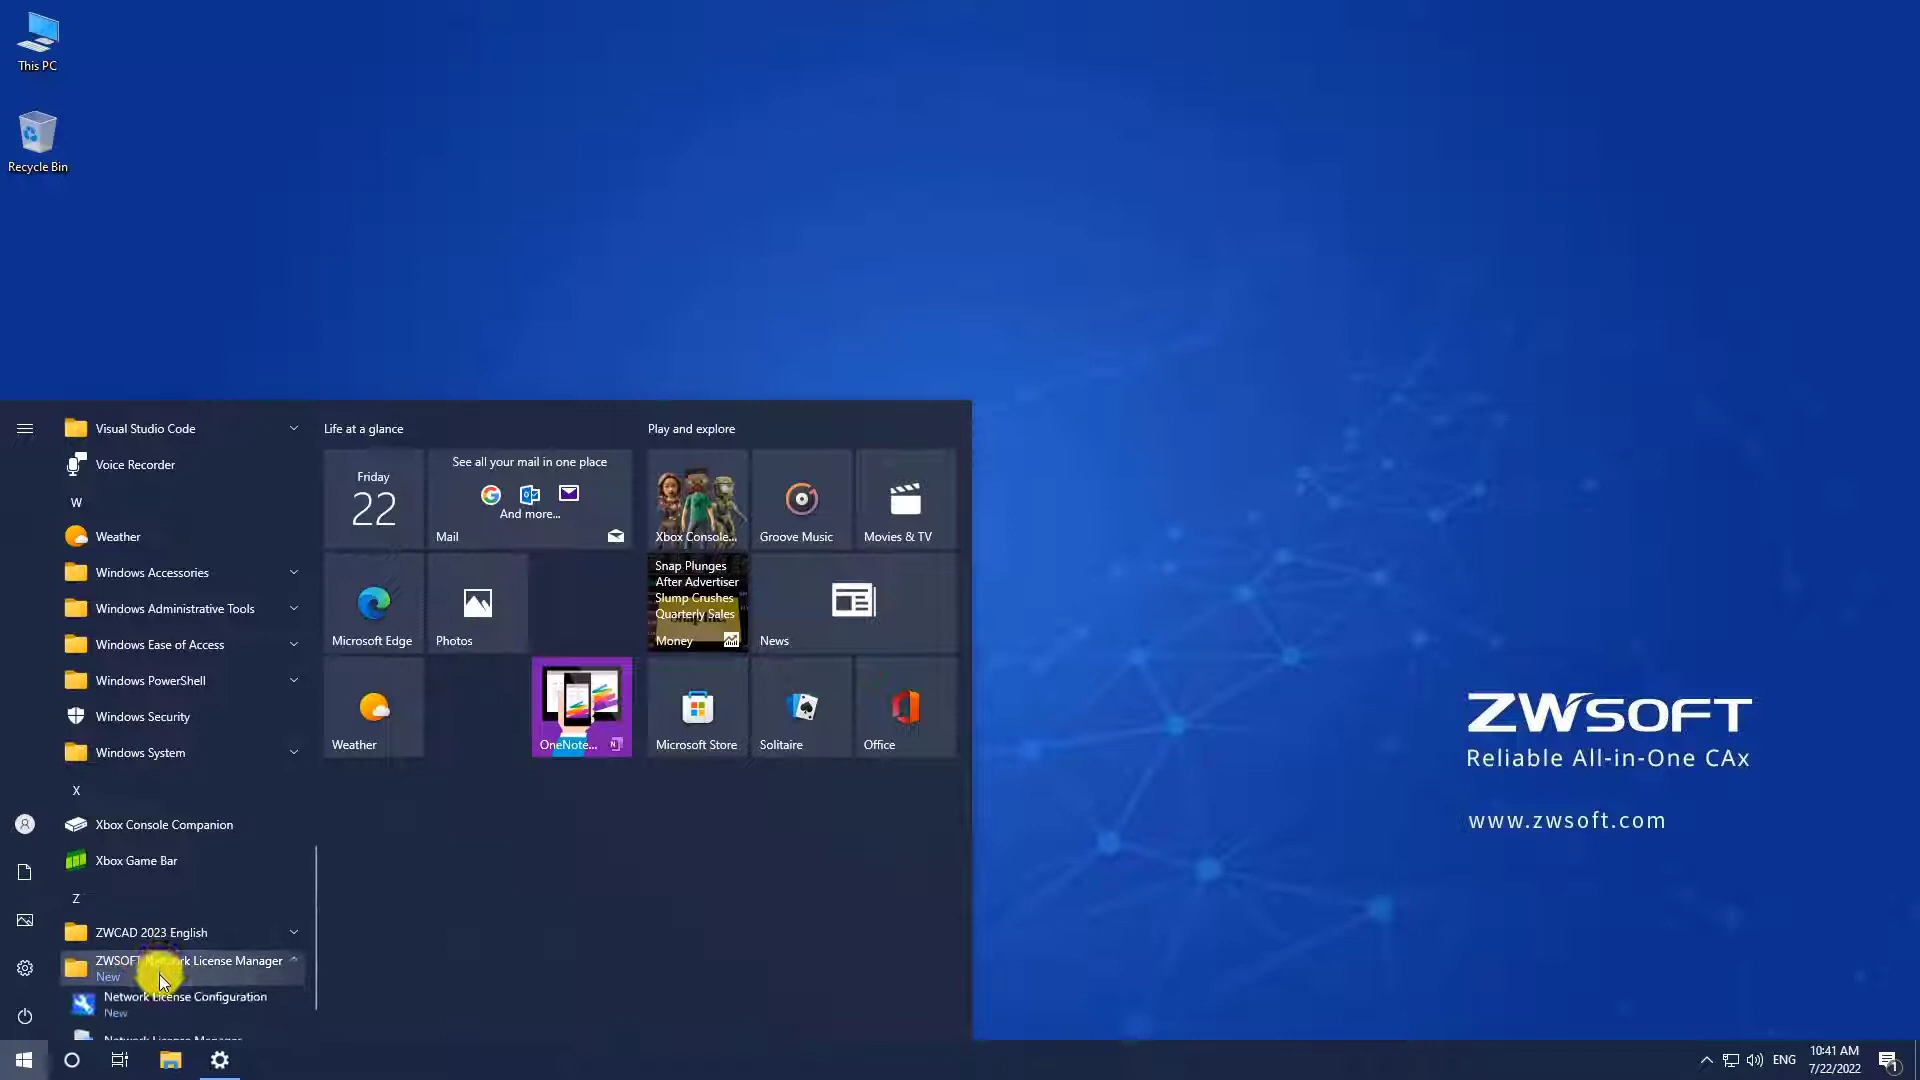 This PC
Recycle Bin
Visual Studio Code
Voice Recorder
W
Weather
Windows Accessories
Windows Administrative Tools
Windows Ease of Access
Windows PowerShell
Windows Security
Windows System
X
Xbox Console Companion
Xbox Game Bar
Z
ZWCAD 2023 English
ZWSOFT Network License Manager
New
Network License Configuration
New
Network License Manager
Life at a glance
Friday
22
See all your mail in one place
And more...
Mail
Microsoft Edge
Photos
Weather
OneNote...
Play and explore
Xbox Console...
Groove Music
Movies & TV
Snap Plunges
After Advertiser
Slump Crushes
Quarterly Sales
Money
News
Microsoft Store
Solitaire
Office
ZWSOFT
Reliable All-in-One CAx
www.zwsoft.com
ENG
10:41 AM
7/22/2022
1